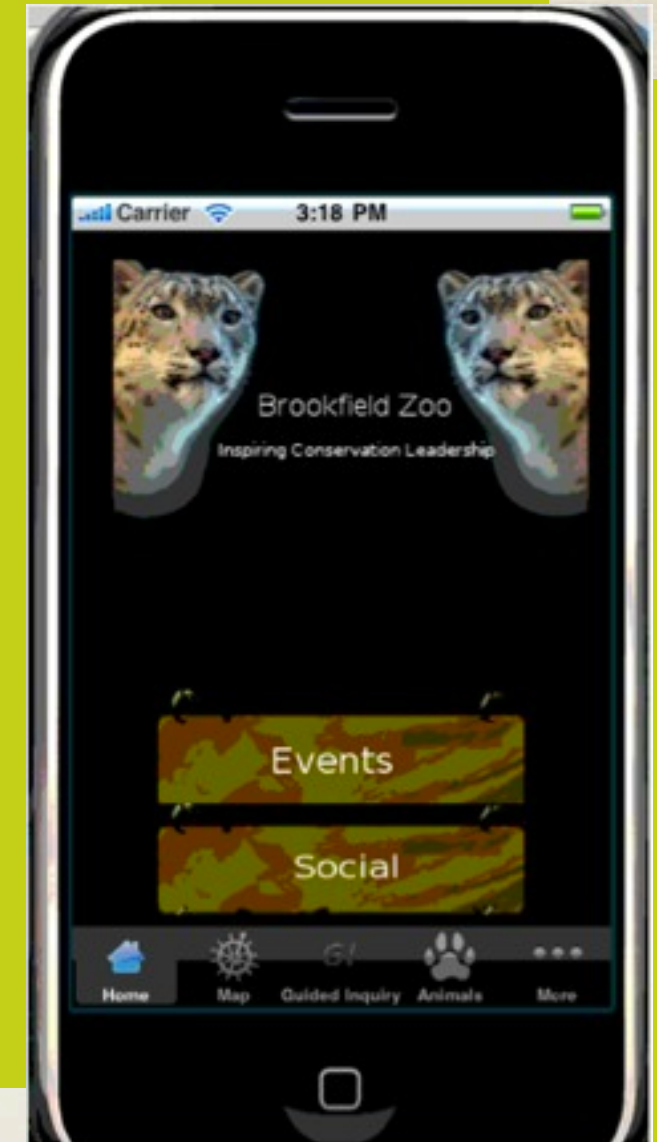 Carrier 3:18 PM
Brookfield Zoo
Inspiring Conservation Leadership
Events
Social
GI
Home Map Guided Inquiry Animals More